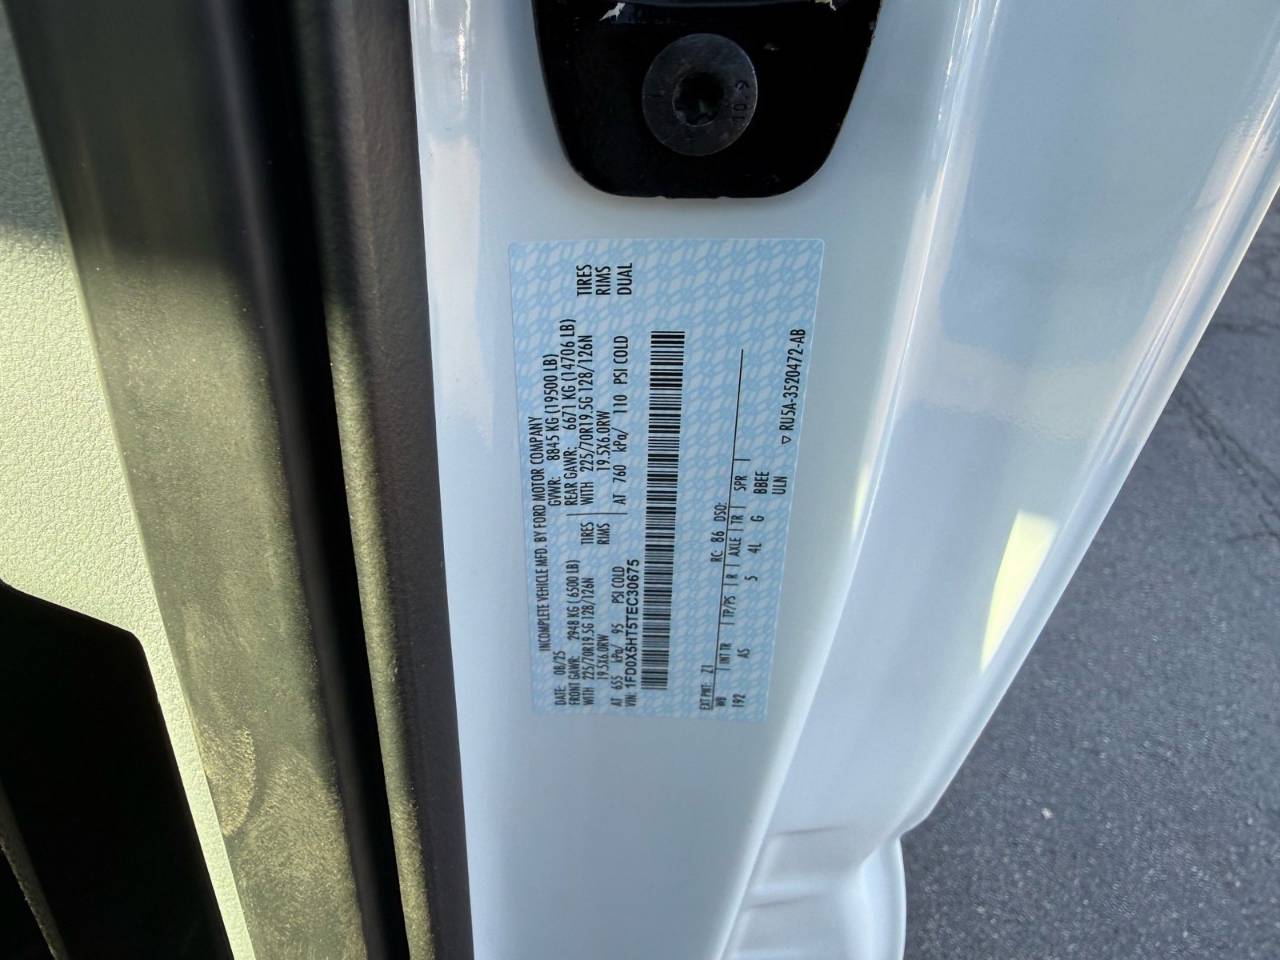 10.9
INCOMPLETE VEHICLE MFD. BY FORD MOTOR COMPANY
DATE: 08/25 GVWR: 8845 KG (19500 LB)
FRONT GAWR: 2948 KG (6500 LB) REAR GAWR: 6671 KG (14706 LB)
WITH 225/70R19.5G 128/126N TIRES WITH 225/70R19.5G 128/126N TIRES
19.5X6.0RW RIMS 19.5X6.0RW RIMS
AT 655 kPa/ 95 PSI COLD AT 760 kPa/ 110 PSI COLD DUAL
VIN: 1FD0X5HT5TEC30675
EXT PNT: Z1 RC: 86 DSO:
WB INT TR TP/PS R AXLE TR SPR
192 AS 5 4L G BBEE
ULN
▽ RU5A-3520472-AB